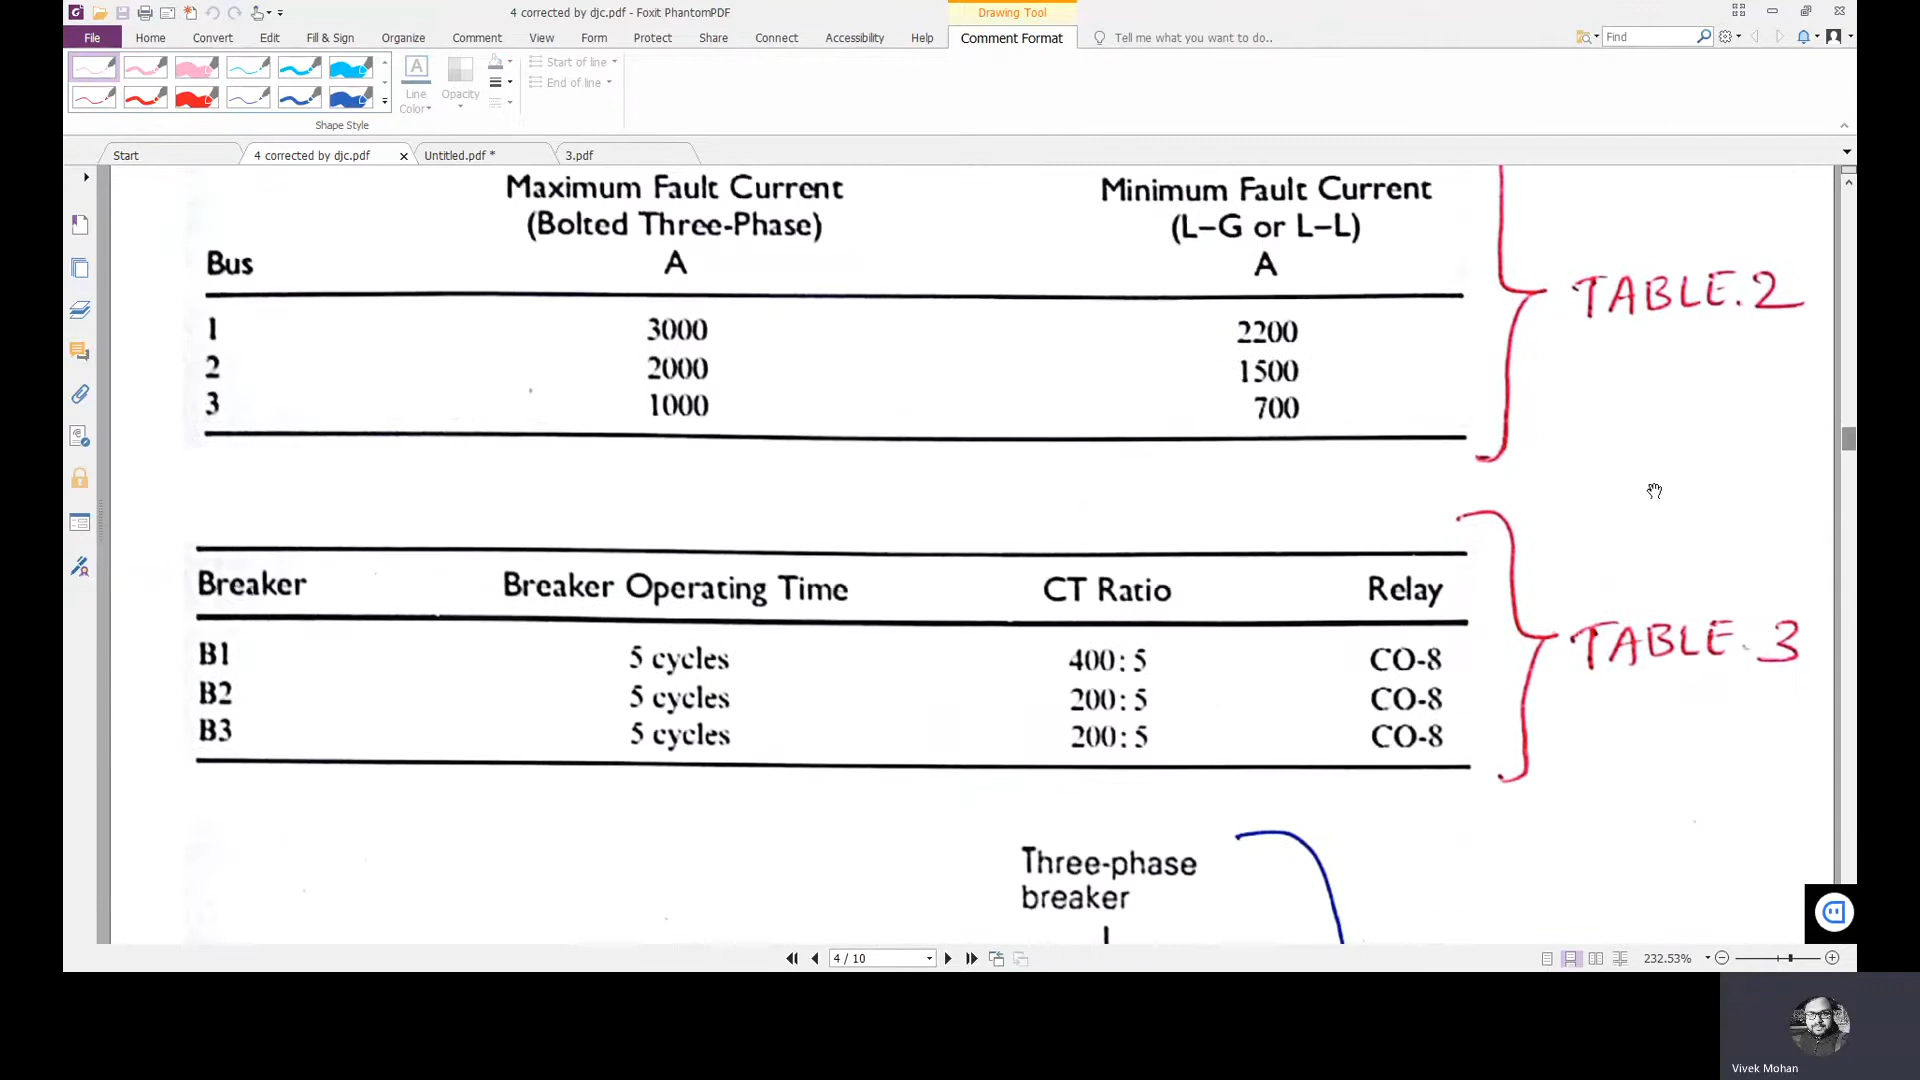 4 corrected by djc.pdf - Foxit PhantomPDF
Drawing Tool
File Home Convert Edit Fill & Sign Organize Comment View Form Protect Share Connect Accessibility Help Comment Format Tell me what you want to do.. Find
Line Color Opacity Start of line
End of line
Shape Style
Start 4 corrected by djc.pdf Untitled.pdf * 3.pdf
Maximum Fault Current Minimum Fault Current
(Bolted Three-Phase) (L–G or L–L)
Bus A A
1 3000 2200
2 2000 1500
3 1000 700
TABLE.2
Breaker Breaker Operating Time CT Ratio Relay
B1 5 cycles 400:5 CO-8
B2 5 cycles 200:5 CO-8
B3 5 cycles 200:5 CO-8
TABLE.3
Three-phase
breaker
4 / 10 232.53%
Vivek Mohan